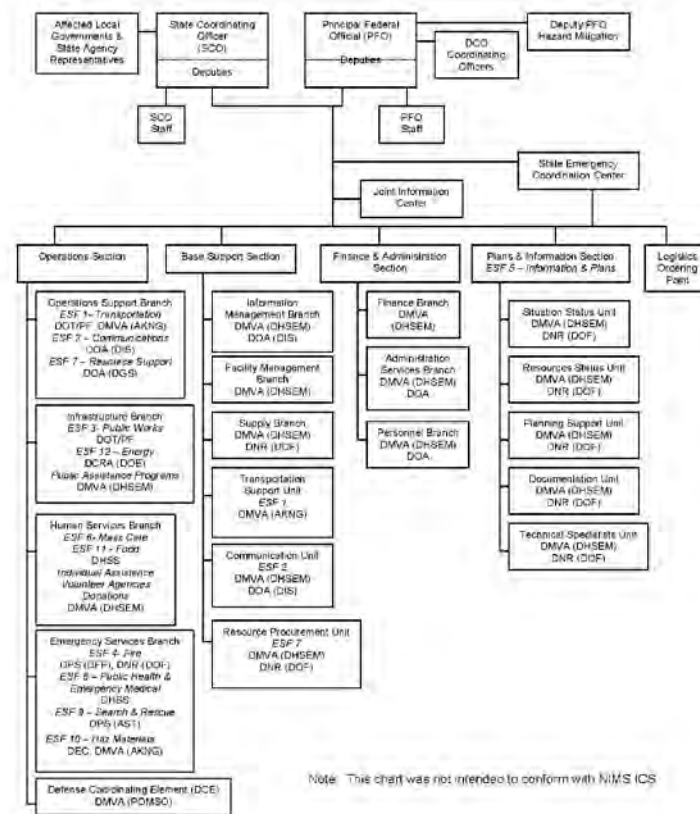 Affected Local
Governments &
State Agency
Representatives
State Coordinating
Officer
(SCO)
Deputies
Principal Federal
Official (PFO)
Deputies
Deputy PFO
Hazard Mitigation
DCO
Coordinating
Officers
SCO
Staff
PFO
Staff
State Emergency
Coordination Center
Joint Information
Center
Operations Section
Base Support Section
Finance & Administration
Section
Plans & Information Section
ESF 5 – Information & Plans
Logistics
Ordering
Point
Operations Support Branch
ESF 1 – Transportation
DOT/PF, DMVA (AKNG)
ESF 2 – Communications
DOA (DIS)
ESF 7 – Resource Support
DOA (DGS)
Infrastructure Branch
ESF 3- Public Works
DOT/PF
ESF 12 – Energy
DCRA (DOE)
Public Assistance Programs
DMVA (DHSEM)
Human Services Branch
ESF 6- Mass Care
ESF 11 - Food
DHSS
Individual Assistance
Volunteer Agencies
Donations
DMVA (DHSEM)
Emergency Services Branch
ESF 4- Fire
DPS (DFP), DNR (DOF)
ESF 8 – Public Health &
Emergency Medical
DHSS
ESF 9 – Search & Rescue
DPS (AST)
ESF 10 – Haz Materials
DEC, DMVA (AKNG)
Defense Coordinating Element (DCE)
DMVA (POMSO)
Information
Management Branch
DMVA (DHSEM)
DOA (DIS)
Facility Management
Branch
DMVA (DHSEM)
Supply Branch
DMVA (DHSEM)
DNR (DOF)
Transportation
Support Unit
ESF 1
DMVA (AKNG)
Communication Unit
ESF 2
DMVA (DHSEM)
DOA (DIS)
Resource Procurement Unit
ESF 7
DMVA (DHSEM)
DNR (DOF)
Finance Branch
DMVA
(DHSEM)
Administration
Services Branch
DMVA (DHSEM)
DOA
Personnel Branch
DMVA (DHSEM)
DOA
Situation Status Unit
DMVA (DHSEM)
DNR (DOF)
Resources Status Unit
DMVA (DHSEM)
DNR (DOF)
Planning Support Unit
DMVA (DHSEM)
DNR (DOF)
Documentation Unit
DMVA (DHSEM)
DNR (DOF)
Technical Specialists Unit
DMVA (DHSEM)
DNR (DOF)
Note: This chart was not intended to conform with NIMS ICS